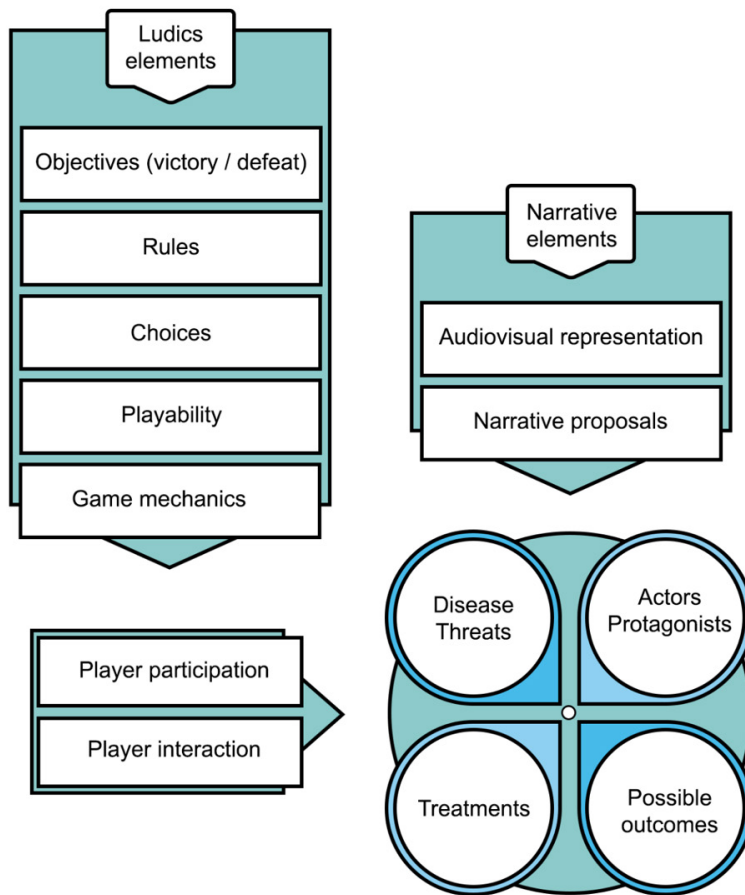 Ludics
elements
Objectives (victory / defeat)
Rules
Choices
Playability
Game mechanics
Player participation
Player interaction
Narrative
elements
Audiovisual representation
Narrative proposals
Disease
Threats
Actors
Protagonists
Treatments
Possible
outcomes